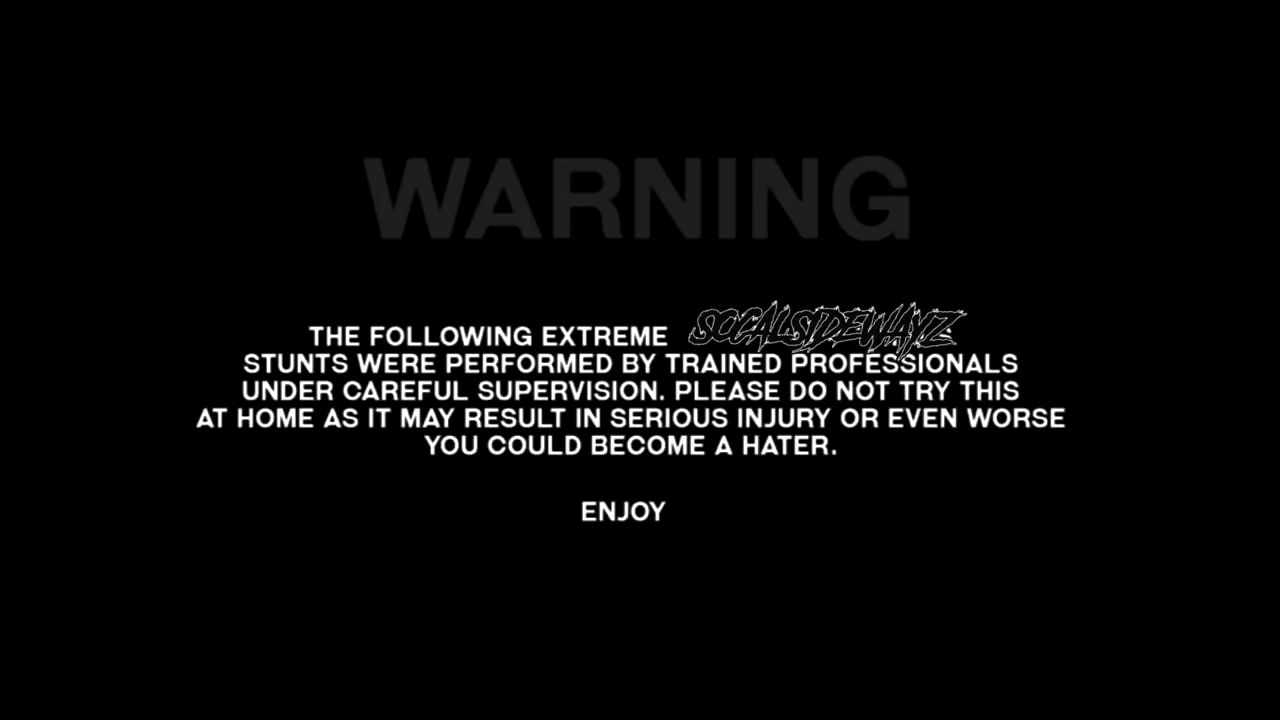 WARNING
THE FOLLOWING EXTREME SOCALSIDEWAYZ
STUNTS WERE PERFORMED BY TRAINED PROFESSIONALS
UNDER CAREFUL SUPERVISION. PLEASE DO NOT TRY THIS
AT HOME AS IT MAY RESULT IN SERIOUS INJURY OR EVEN WORSE
YOU COULD BECOME A HATER.
ENJOY